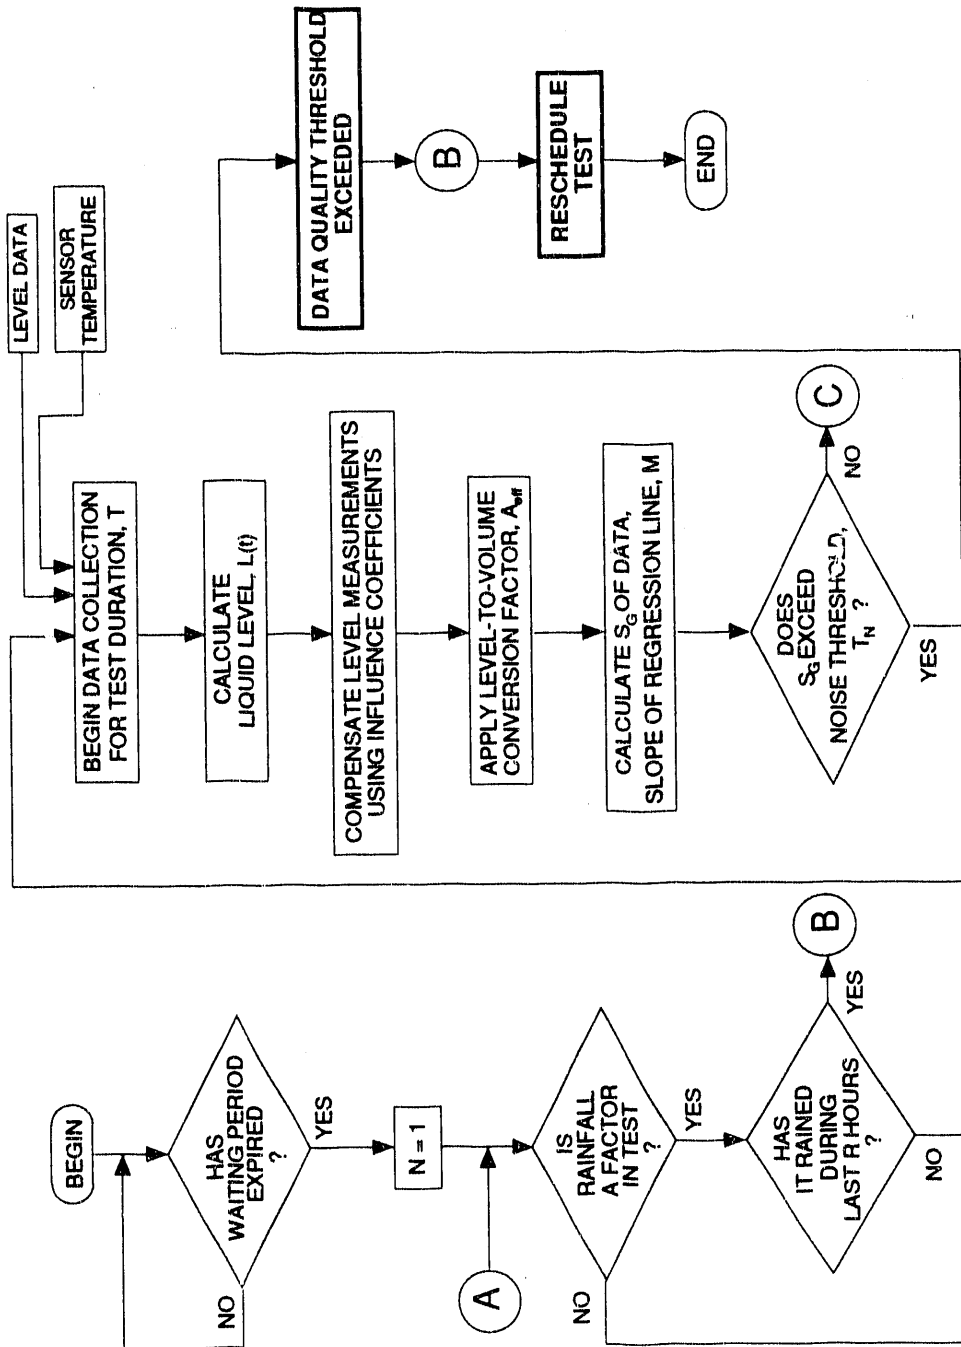 BEGIN
HAS
WAITING PERIOD
EXPIRED
?
NO
YES
N = 1
A
IS
RAINFALL
A FACTOR
IN TEST
?
NO
YES
HAS
IT RAINED
DURING
LAST R HOURS
?
YES
B
NO
LEVEL DATA
SENSOR
TEMPERATURE
BEGIN DATA COLLECTION
FOR TEST DURATION, T
CALCULATE
LIQUID LEVEL, L(t)
COMPENSATE LEVEL MEASUREMENTS
USING INFLUENCE COEFFICIENTS
APPLY LEVEL-TO-VOLUME
CONVERSION FACTOR, Aeff
CALCULATE SG OF DATA,
SLOPE OF REGRESSION LINE, M
DOES
SG EXCEED
NOISE THRESHOLD,
TN ?
NO
C
YES
DATA QUALITY THRESHOLD
EXCEEDED
B
RESCHEDULE
TEST
END